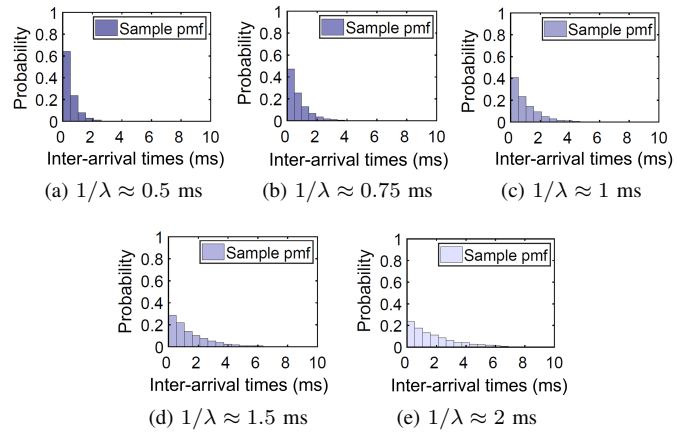 Sample pmf
Probability
1
0.8
0.6
0.4
0.2
0
0 2 4 6 8 10
Inter-arrival times (ms)
(a) 1/λ ≈ 0.5 ms
Sample pmf
Probability
1
0.8
0.6
0.4
0.2
0
0 2 4 6 8 10
Inter-arrival times (ms)
(b) 1/λ ≈ 0.75 ms
Sample pmf
Probability
1
0.8
0.6
0.4
0.2
0
0 2 4 6 8 10
Inter-arrival times (ms)
(c) 1/λ ≈ 1 ms
Sample pmf
Probability
1
0.8
0.6
0.4
0.2
0
0 2 4 6 8 10
Inter-arrival times (ms)
(d) 1/λ ≈ 1.5 ms
Sample pmf
Probability
1
0.8
0.6
0.4
0.2
0
0 2 4 6 8 10
Inter-arrival times (ms)
(e) 1/λ ≈ 2 ms